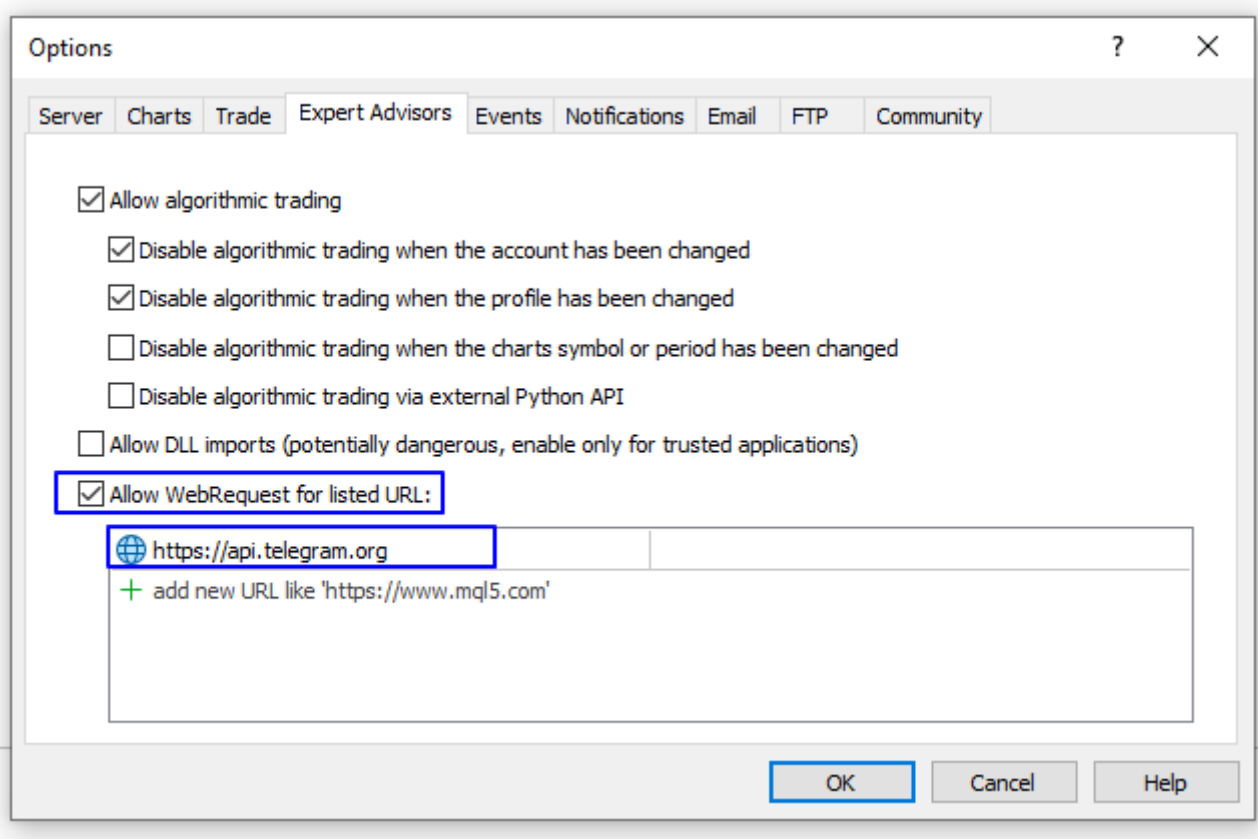 Options ?
Server Charts Trade Expert Advisors Events Notifications Email FTP Community
Allow algorithmic trading
Disable algorithmic trading when the account has been changed
Disable algorithmic trading when the profile has been changed
Disable algorithmic trading when the charts symbol or period has been changed
Disable algorithmic trading via external Python API
Allow DLL imports (potentially dangerous, enable only for trusted applications)
Allow WebRequest for listed URL:
https://api.telegram.org
add new URL like 'https://www.mql5.com'
OK Cancel Help